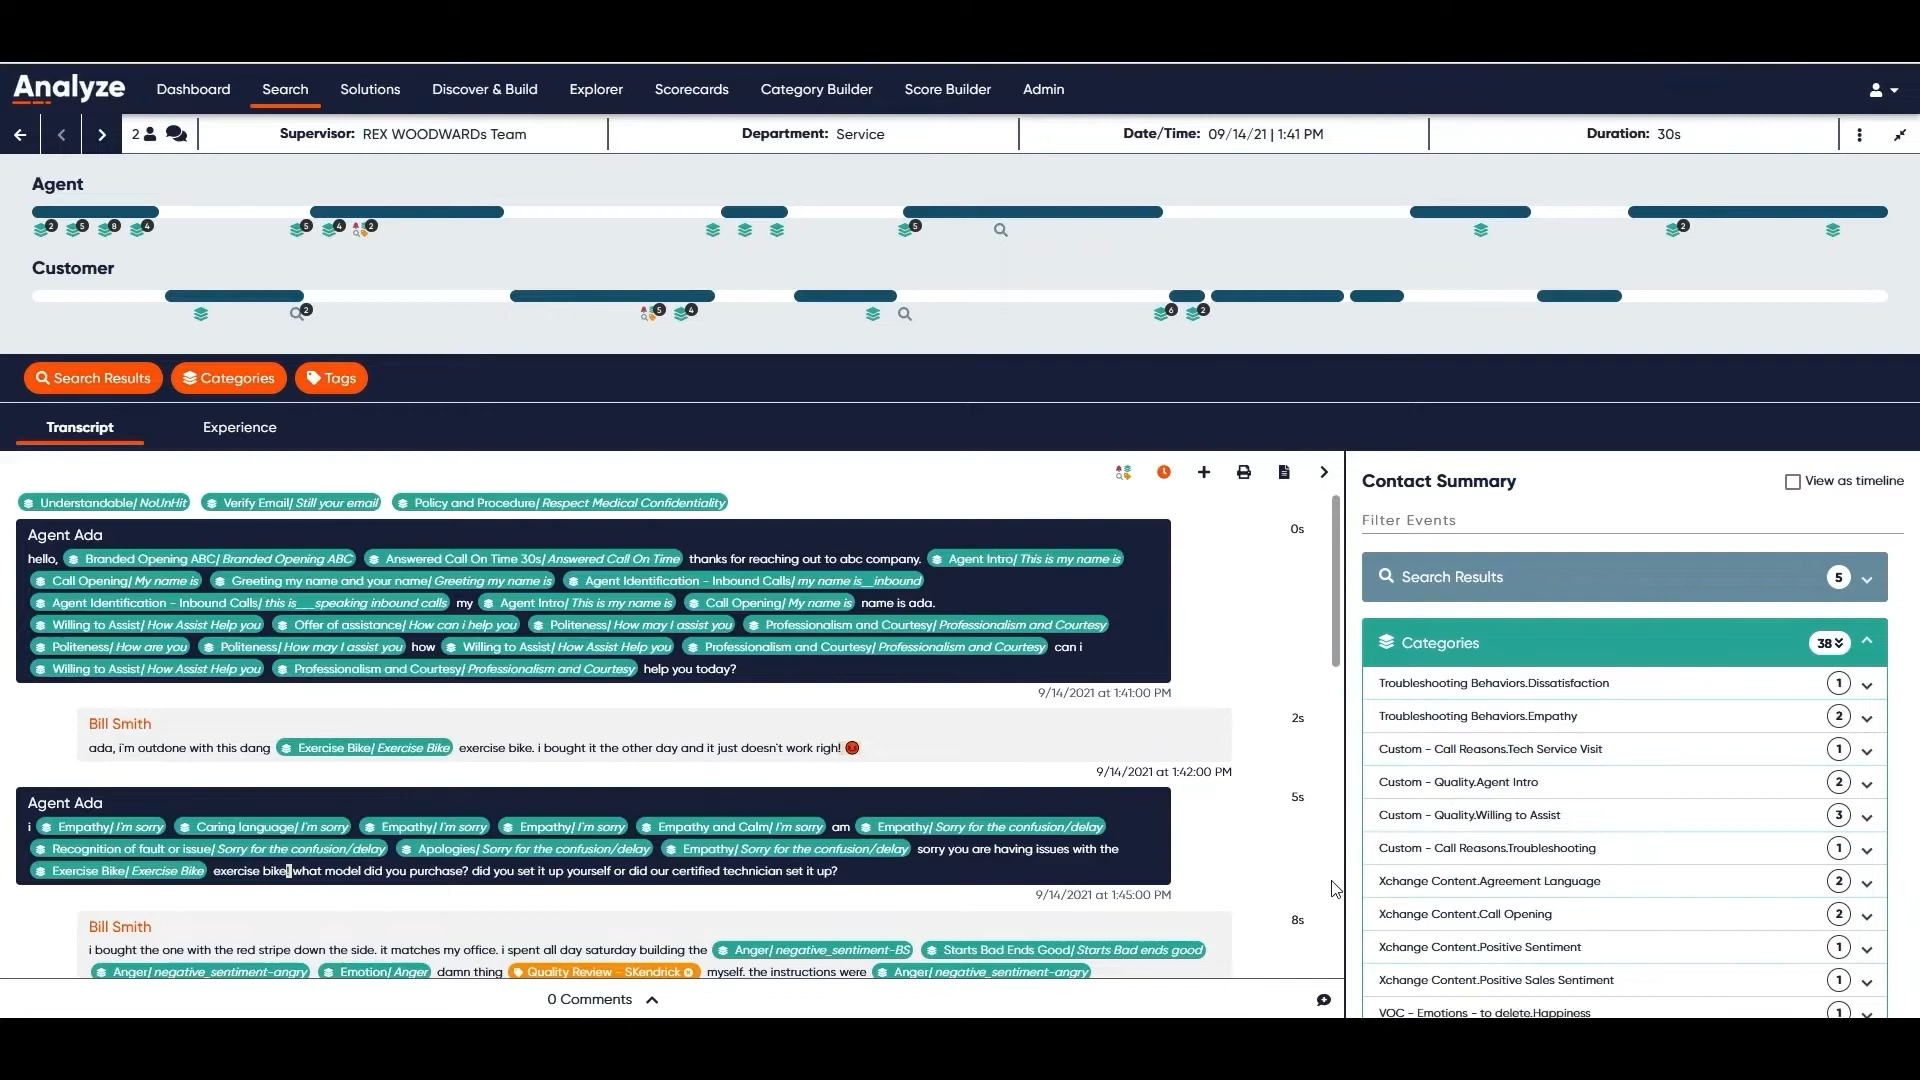 Analyze Dashboard Search Solutions Discover & Build Explorer Scorecards Category Builder Score Builder Admin
2 Supervisor: REX WOODWARDs Team Department: Service Date/Time: 09/14/21 | 1:41 PM Duration: 30s
Agent
2 5 8 4 5 4 2 5 2
Customer
2 5 4 6 2
Search Results Categories Tags
Transcript Experience
Understandable/ NoUnHit Verify Email/ Still your email Policy and Procedure/ Respect Medical Confidentiality
Agent Ada
0s
hello, Branded Opening ABC/ Branded Opening ABC Answered Call On Time 30s/ Answered Call On Time thanks for reaching out to abc company. Agent Intro/ This is my name is
Call Opening/ My name is Greeting my name and your name/ Greeting my name is Agent Identification - Inbound Calls/ my name is__inbound
Agent Identification - Inbound Calls/ this is___speaking inbound calls my Agent Intro/ This is my name is Call Opening/ My name is name is ada.
Willing to Assist/ How Assist Help you Offer of assistance/ How can i help you Politeness/ How may I assist you Professionalism and Courtesy/ Professionalism and Courtesy
Politeness/ How are you Politeness/ How may I assist you how Willing to Assist/ How Assist Help you Professionalism and Courtesy/ Professionalism and Courtesy can i
Willing to Assist/ How Assist Help you Professionalism and Courtesy/ Professionalism and Courtesy help you today?
9/14/2021 at 1:41:00 PM
Bill Smith
2s
ada, i'm outdone with this dang Exercise Bike/ Exercise Bike exercise bike. i bought it the other day and it just doesn't work righ! 😡
9/14/2021 at 1:42:00 PM
Agent Ada
5s
i Empathy/ I'm sorry Caring language/ I'm sorry Empathy/ I'm sorry Empathy/ I'm sorry Empathy and Calm/ I'm sorry am Empathy/ Sorry for the confusion/delay
Recognition of fault or issue/ Sorry for the confusion/delay Apologies/ Sorry for the confusion/delay Empathy/ Sorry for the confusion/delay sorry you are having issues with the
Exercise Bike/ Exercise Bike exercise bike! what model did you purchase? did you set it up yourself or did our certified technician set it up?
9/14/2021 at 1:45:00 PM
Bill Smith
8s
i bought the one with the red stripe down the side. it matches my office. i spent all day saturday building the Anger/ negative_sentiment-BS Starts Bad Ends Good/ Starts Bad ends good
Anger/ negative_sentiment-angry Emotion/ Anger damn thing Quality Review - SKendrick myself. the instructions were Anger/ negative_sentiment-angry
0 Comments
Contact Summary
View as timeline
Filter Events
Search Results 5
Categories 38
Troubleshooting Behaviors.Dissatisfaction 1
Troubleshooting Behaviors.Empathy 2
Custom - Call Reasons.Tech Service Visit 1
Custom - Quality.Agent Intro 2
Custom - Quality.Willing to Assist 3
Custom - Call Reasons.Troubleshooting 1
Xchange Content.Agreement Language 2
Xchange Content.Call Opening 2
Xchange Content.Positive Sentiment 1
Xchange Content.Positive Sales Sentiment 1
VOC - Emotions - to delete.Happiness 1